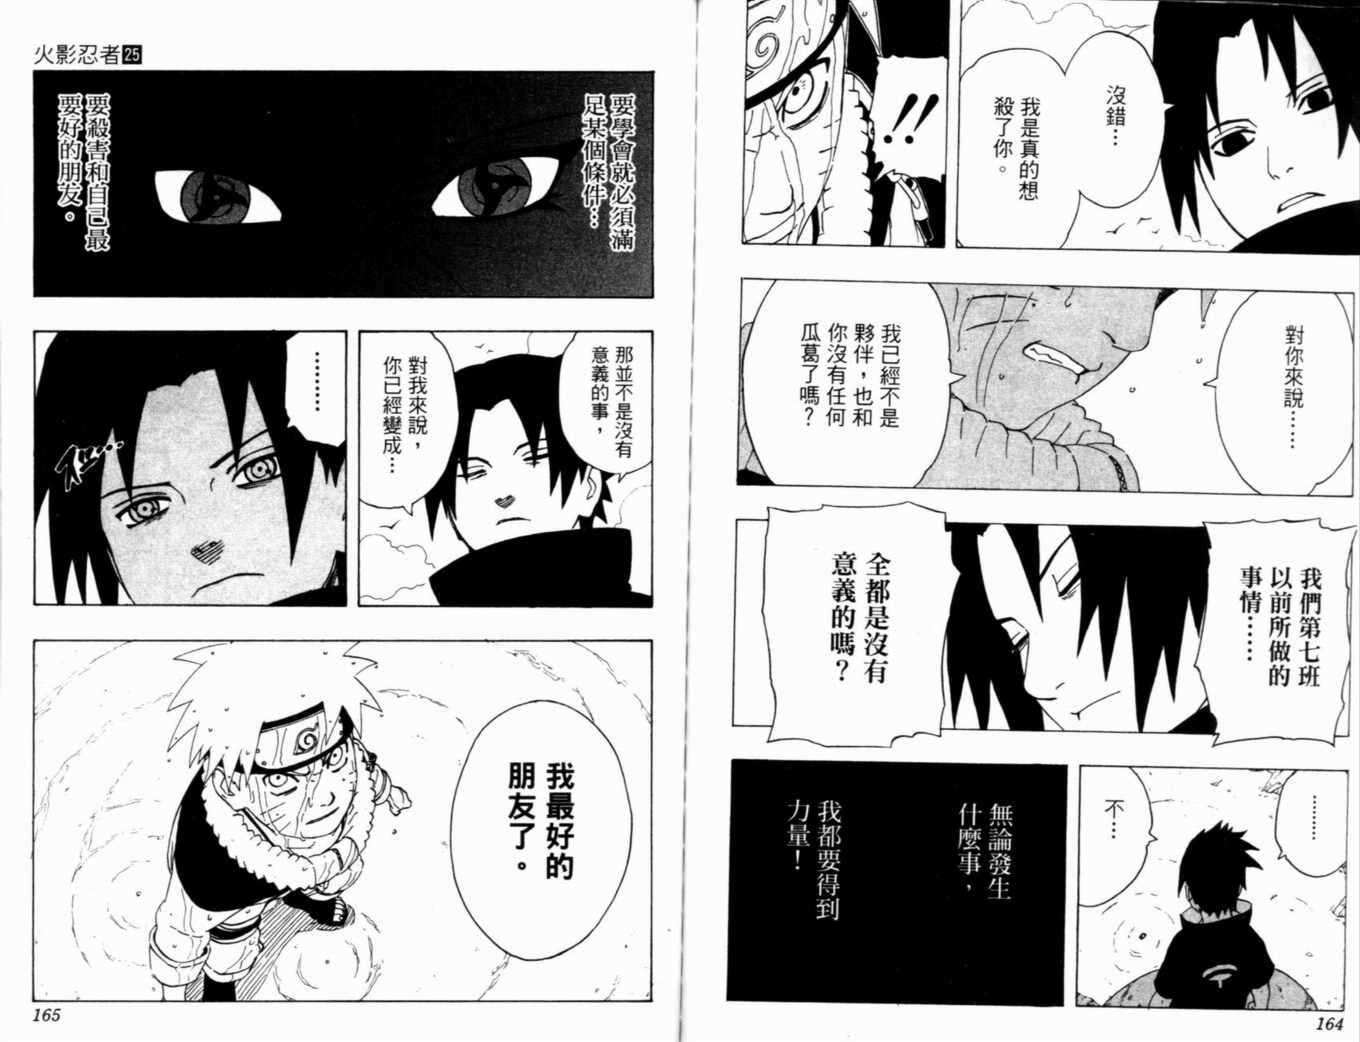 沒錯…
我是真的想
殺了你。
!!
對你來說……
我已經不是
夥伴，也和
你沒有任何
瓜葛了嗎？
我們第七班
以前所做的
事情……
全都是沒有
意義的嗎？
………
不…
無論發生
什麼事，
我都要得到
力量！
164
火影忍者25
要學會就必須滿
足某個條件…
要殺害和自己最
要好的朋友。
那並不是沒有
意義的事，
對我來說，
你已經變成…
………
我最好的
朋友了。
165